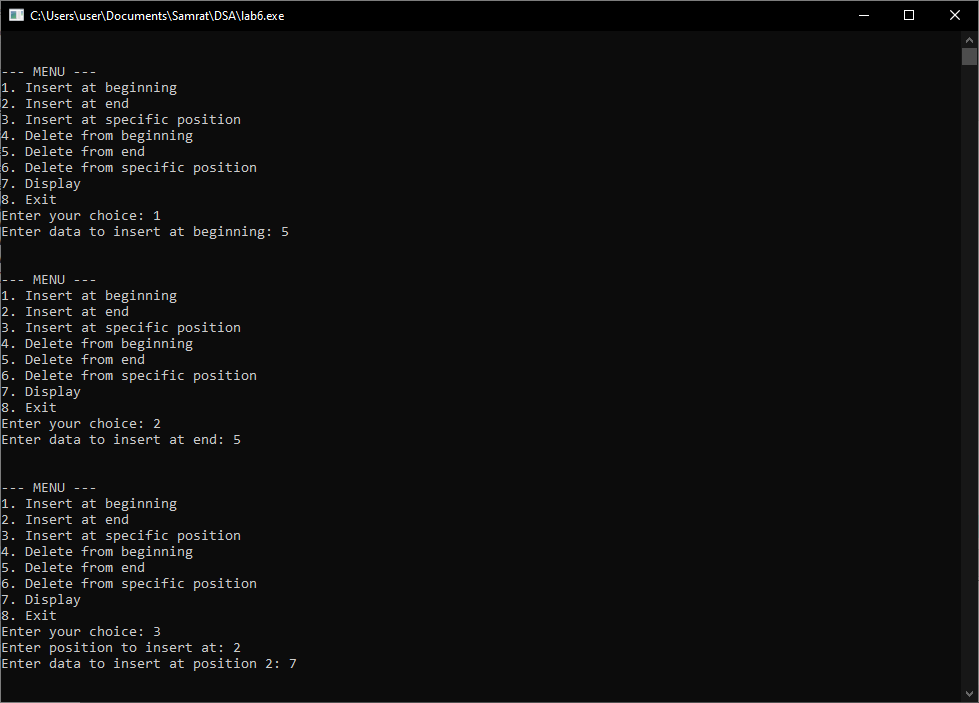 C:\Users\user\Documents\Samrat\DSA\lab6.exe
--- MENU ---
1. Insert at beginning
2. Insert at end
3. Insert at specific position
4. Delete from beginning
5. Delete from end
6. Delete from specific position
7. Display
8. Exit
Enter your choice: 1
Enter data to insert at beginning: 5
--- MENU ---
1. Insert at beginning
2. Insert at end
3. Insert at specific position
4. Delete from beginning
5. Delete from end
6. Delete from specific position
7. Display
8. Exit
Enter your choice: 2
Enter data to insert at end: 5
--- MENU ---
1. Insert at beginning
2. Insert at end
3. Insert at specific position
4. Delete from beginning
5. Delete from end
6. Delete from specific position
7. Display
8. Exit
Enter your choice: 3
Enter position to insert at: 2
Enter data to insert at position 2: 7